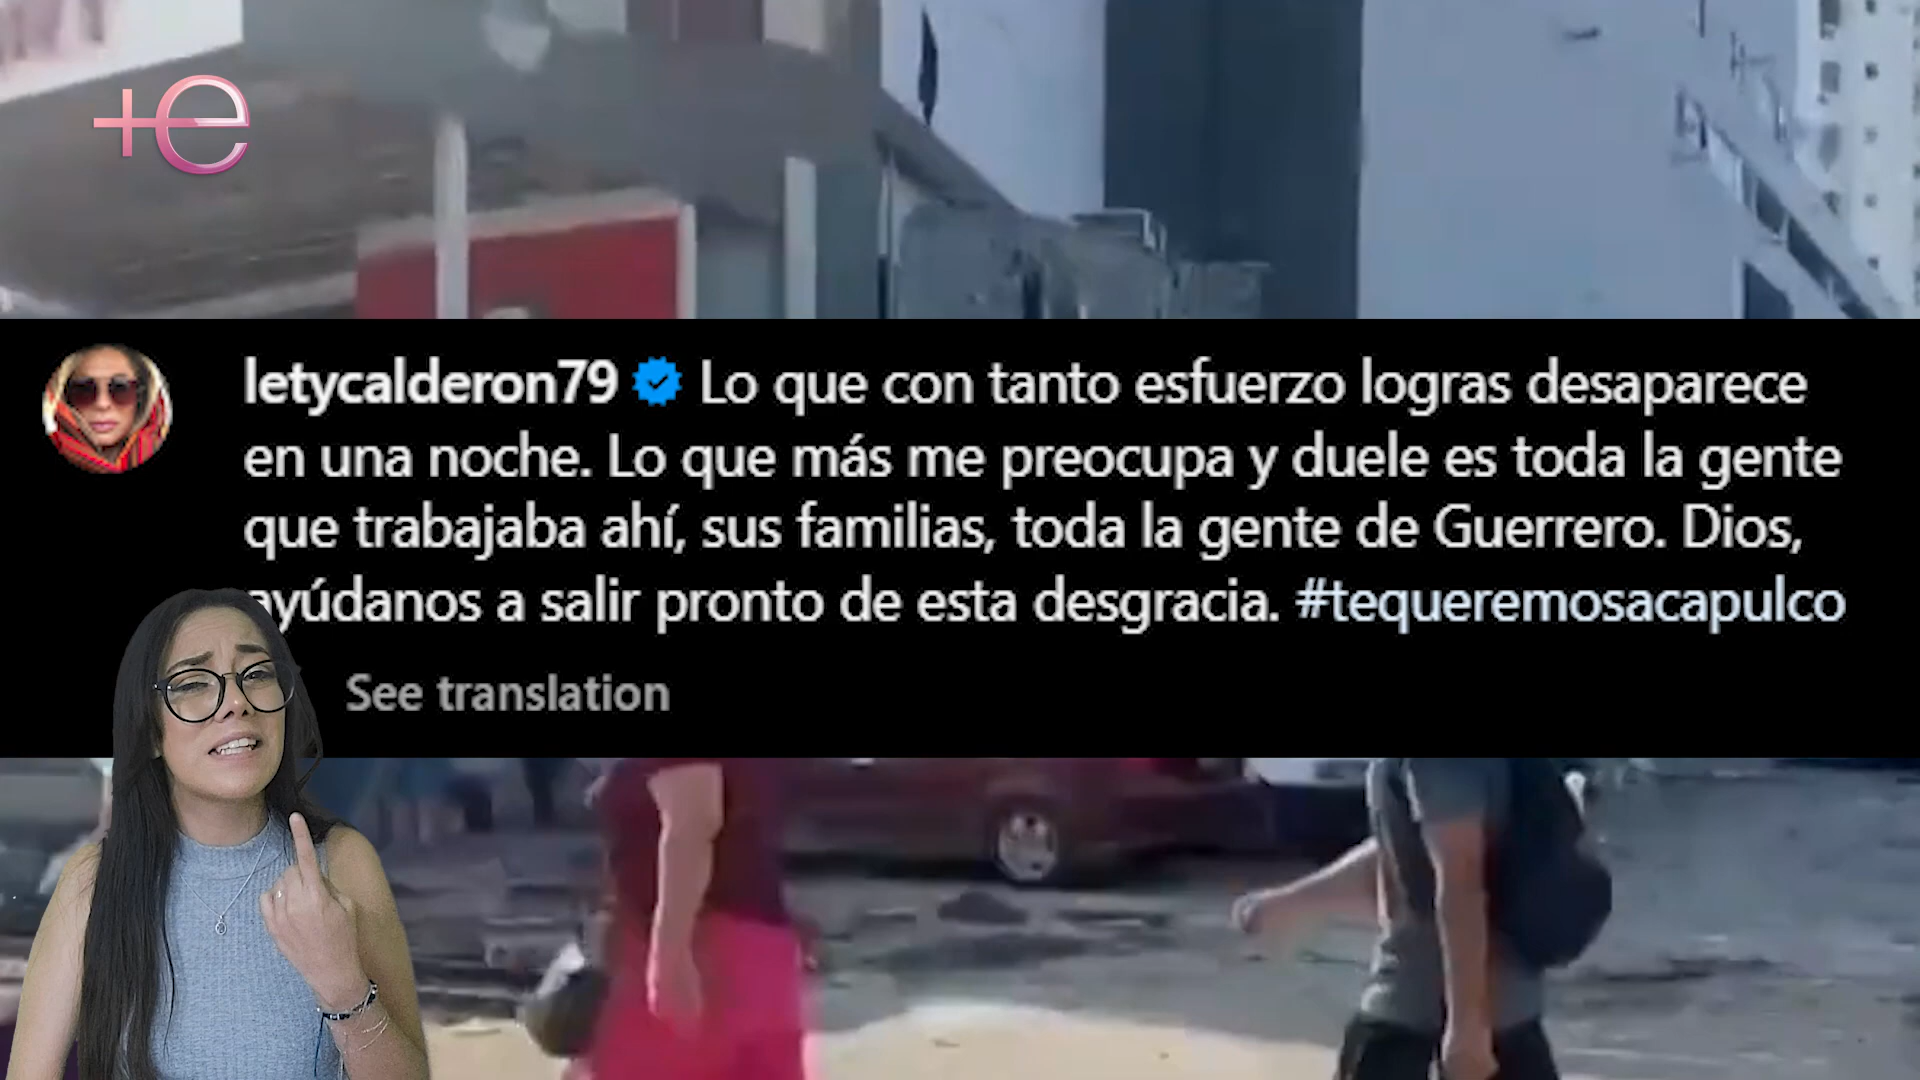 +e
letycalderon79 Lo que con tanto esfuerzo logras desaparece
en una noche. Lo que más me preocupa y duele es toda la gente
que trabajaba ahí, sus familias, toda la gente de Guerrero. Dios,
ayúdanos a salir pronto de esta desgracia. #tequeremosacapulco
See translation